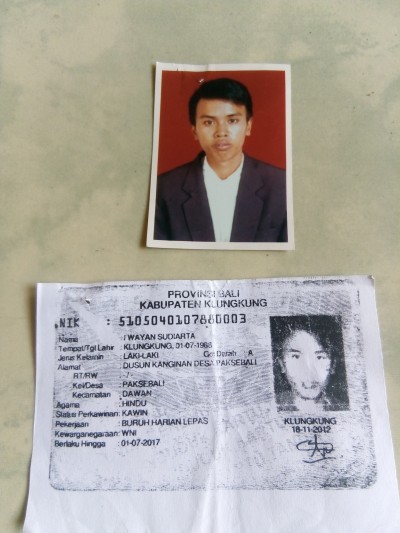 PROVINSI BALI
KABUPATEN KLUNGKUNG
NIK : 5105040107880003
Nama : I WAYAN SUDIARTA
Tempat/Tgl Lahir : KLUNGKUNG, 01-07-1988
Jenis Kelamin : LAKI-LAKI Gol Darah A
Alamat : DUSUN KANGINAN DESA PAKSEBALI
RT/RW : -/-
Kel/Desa : PAKSEBALI
Kecamatan : DAWAN
Agama : HINDU
Status Perkawinan: KAWIN
Pekerjaan : BURUH HARIAN LEPAS
Kewarganegaraan: WNI
Berlaku Hingga : 01-07-2017
KLUNGKUNG
18-11-2012